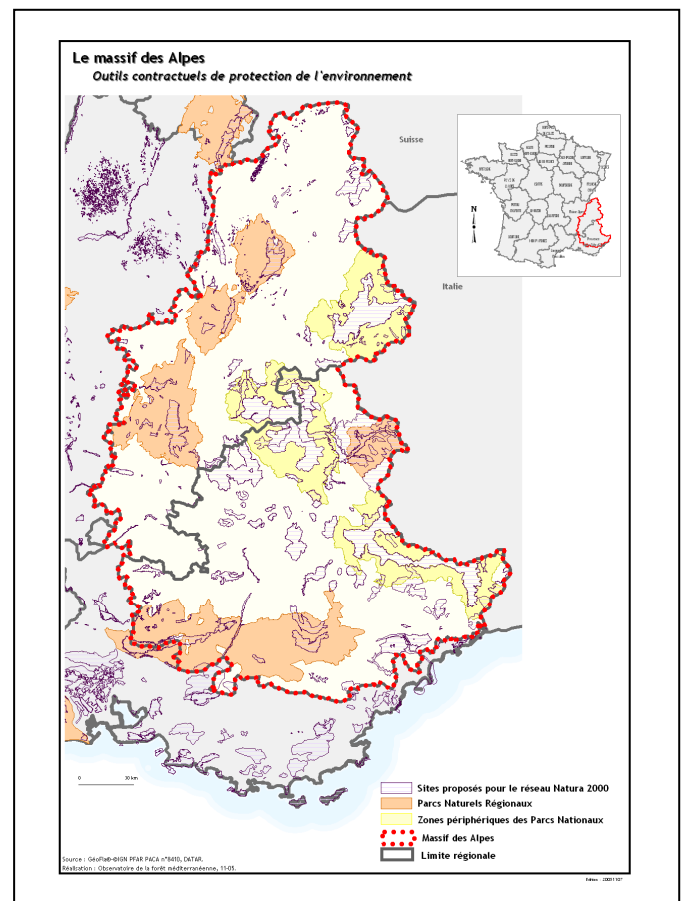 Le massif des Alpes
Outils contractuels de protection de l'environnement
Suisse
N
Italie
0 30 km
Sites proposés pour le réseau Natura 2000
Parcs Naturels Régionaux
Zones périphériques des Parcs Nationaux
Massif des Alpes
Limite régionale
Source : GéoFla®©IGN PFAR PACA n°8410, DATAR.
Réalisation : Observatoire de la forêt méditerranéenne, 11-05.